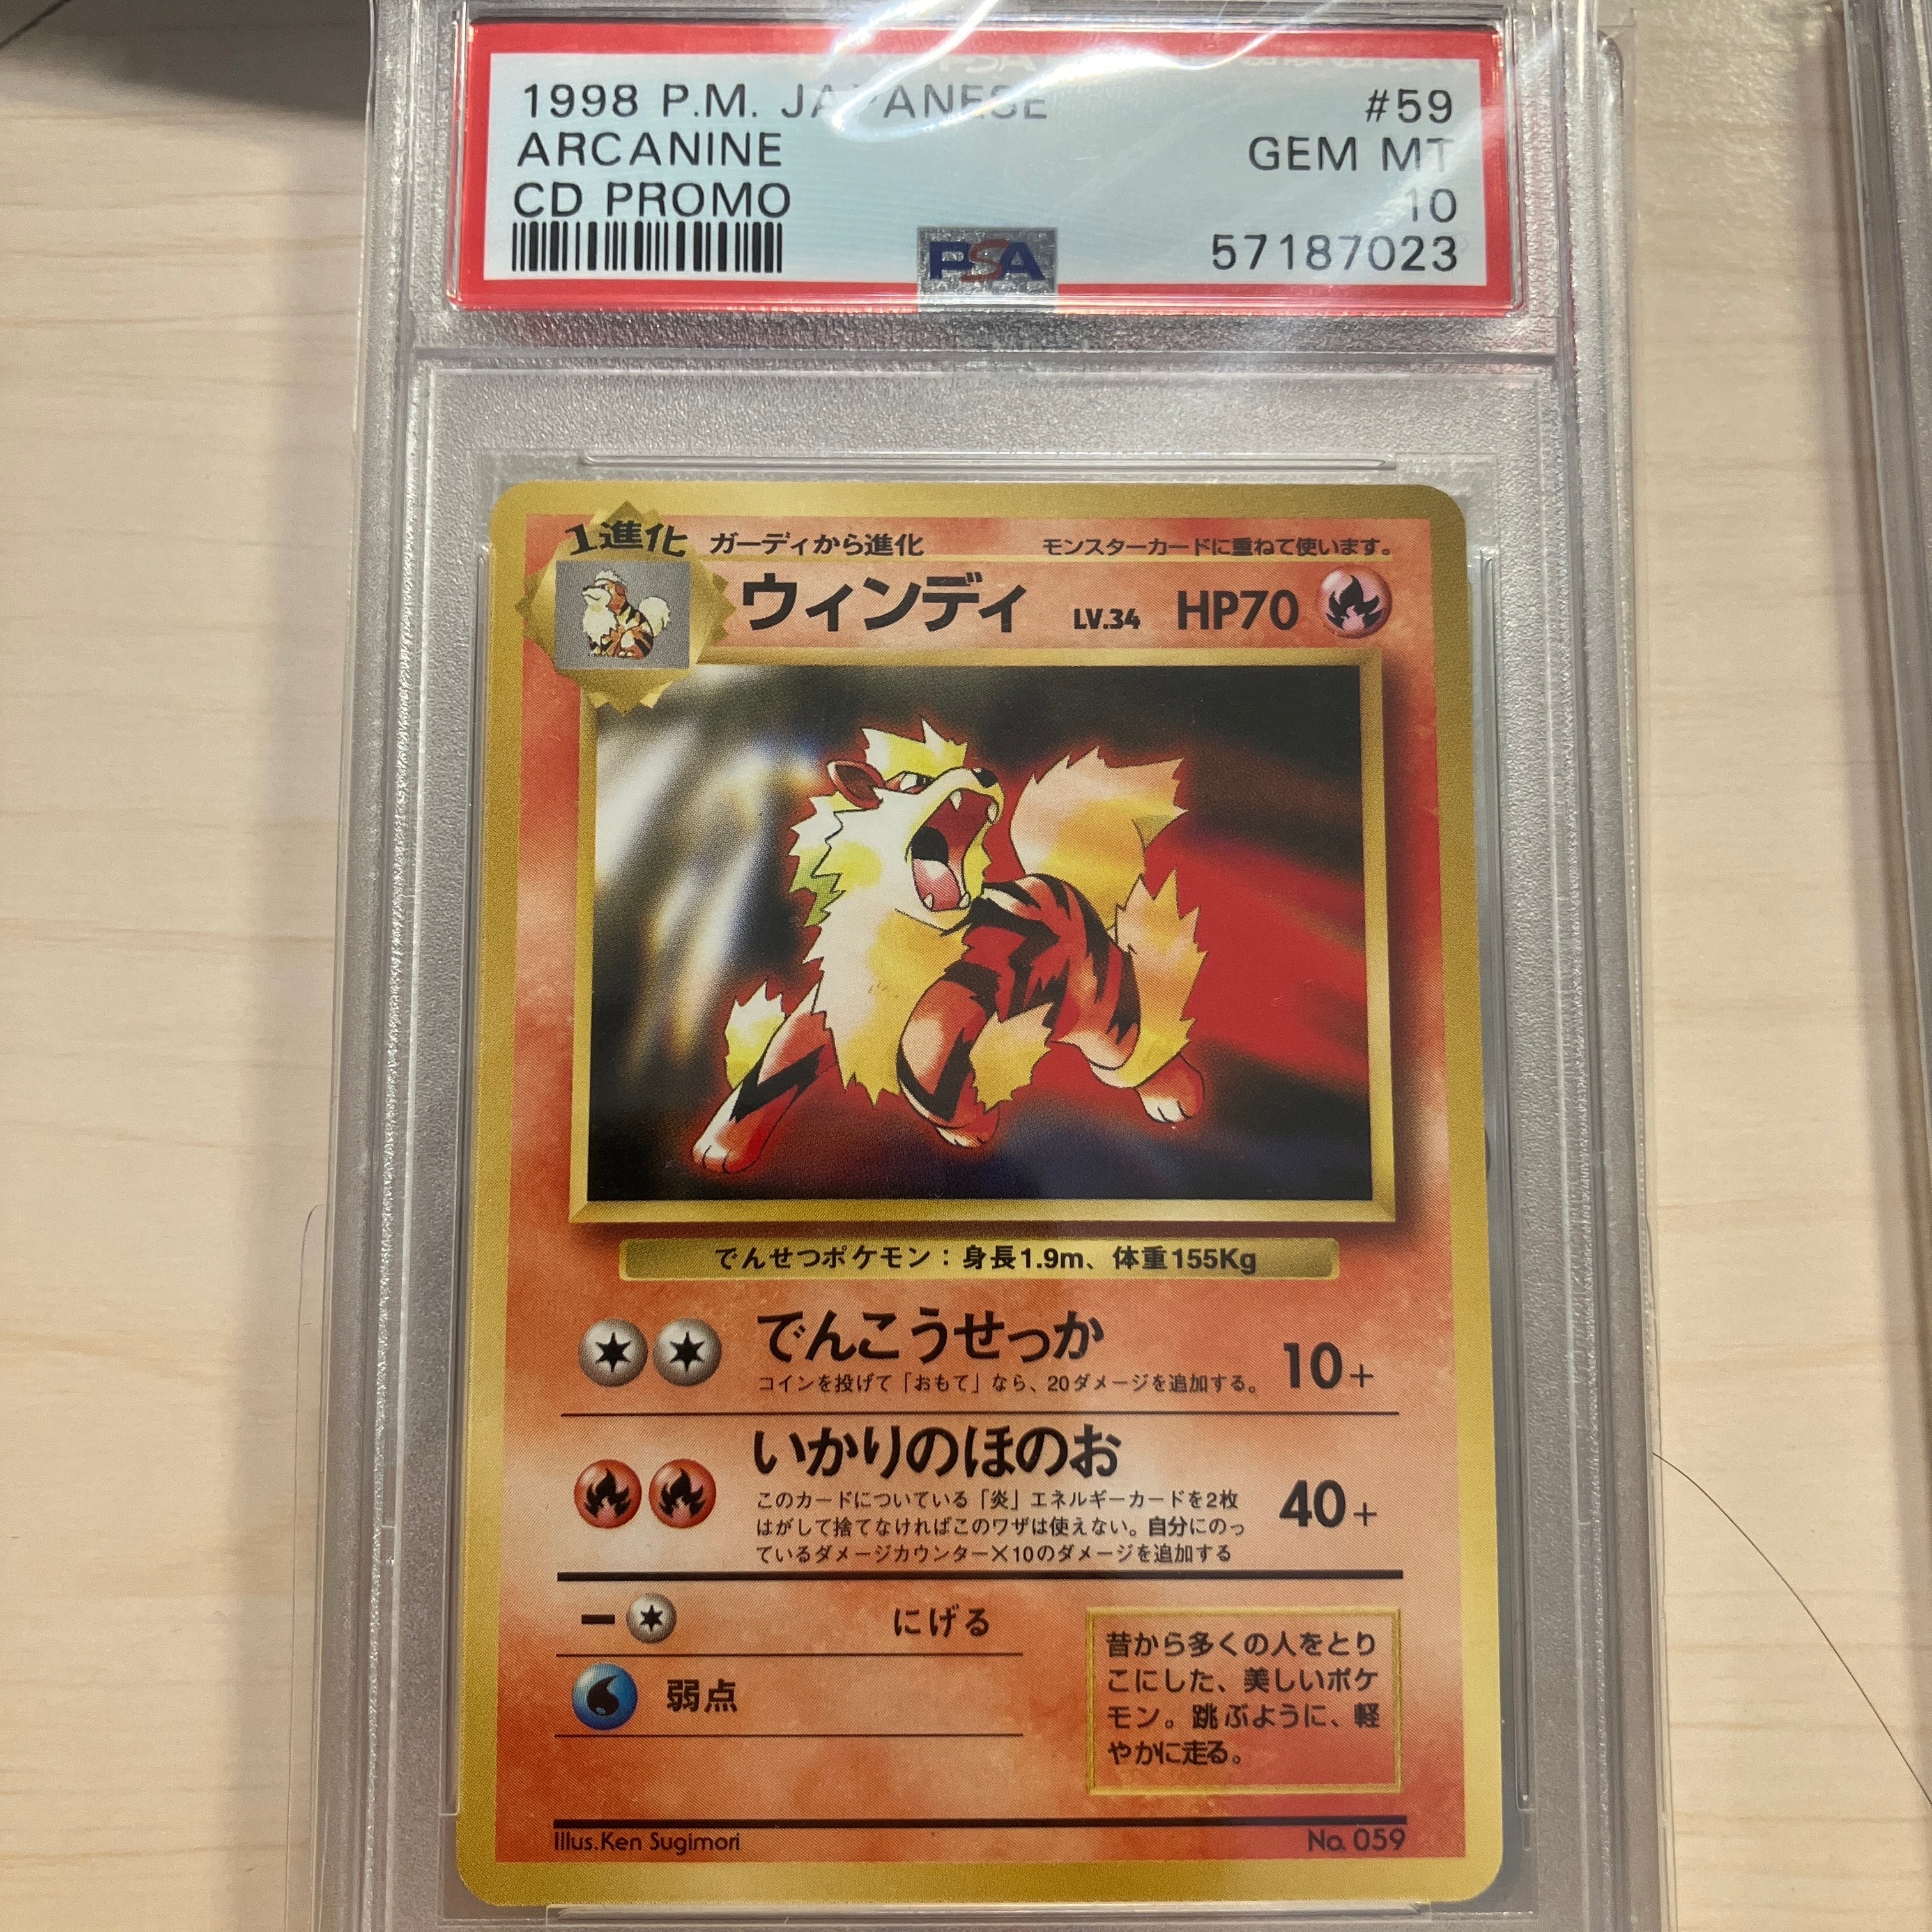 1998 P.M. JAPANESE #59
ARCANINE GEM MT
CD PROMO 10
PSA 57187023
1進化 ガーディから進化 モンスターカードに重ねて使います。
ウィンディ LV.34 HP70
でんせつポケモン：身長1.9m、体重155Kg
でんこうせっか 10+
コインを投げて「おもて」なら、20ダメージを追加する。
いかりのほのお
このカードについている「炎」エネルギーカードを2枚 40+
はがして捨てなければこのワザは使えない。自分にのっ
ているダメージカウンター×10のダメージを追加する
ー にげる
弱点
昔から多くの人をとり
こにした、美しいポケ
モン。跳ぶように、軽
やかに走る。
Illus.Ken Sugimori No. 059